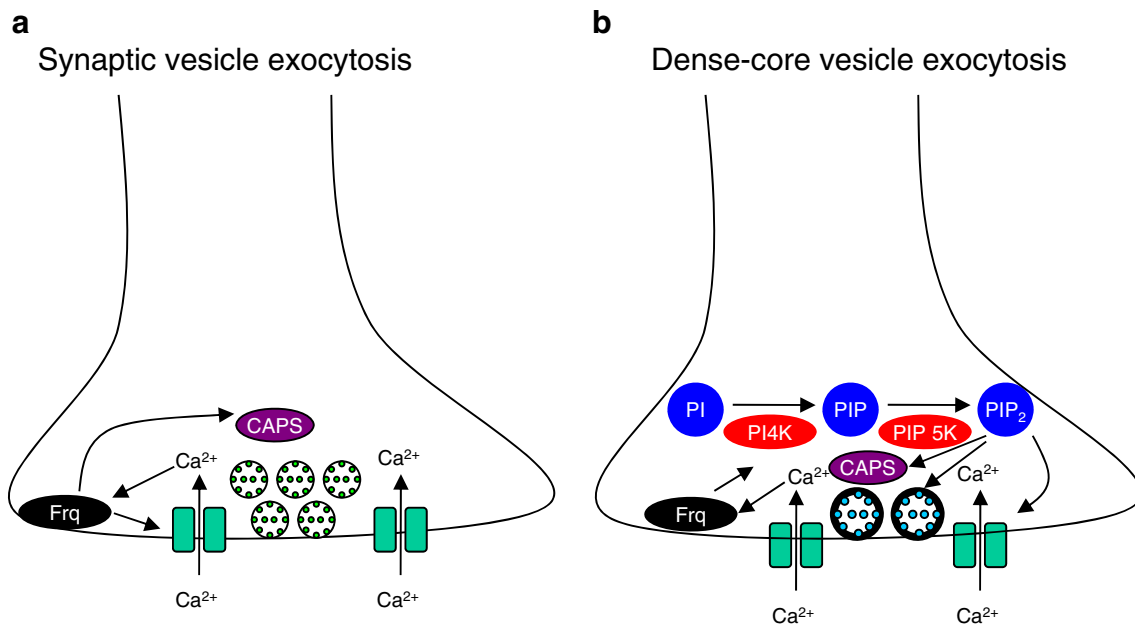 a
Synaptic vesicle exocytosis
CAPS
Ca²⁺
Ca²⁺
Frq
Ca²⁺
Ca²⁺
b
Dense-core vesicle exocytosis
PI
PIP
PIP₂
PI4K
PIP 5K
CAPS
Ca²⁺
Ca²⁺
Frq
Ca²⁺
Ca²⁺